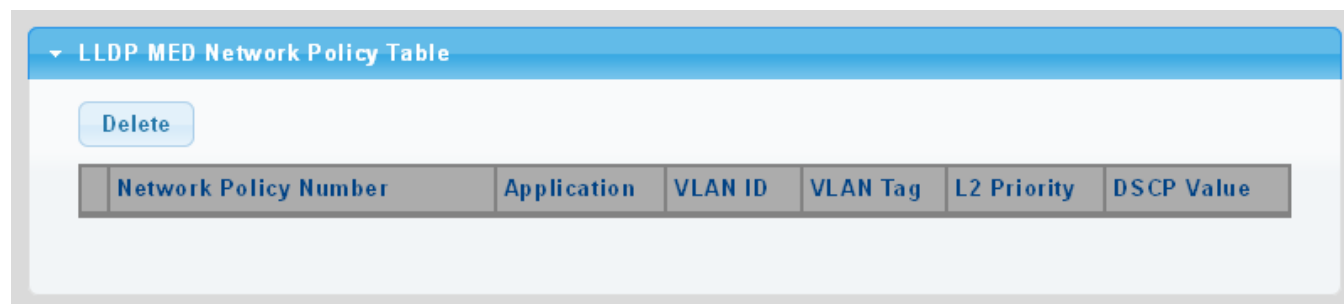 LLDP MED Network Policy Table
Delete
Network Policy Number Application VLAN ID VLAN Tag L2 Priority DSCP Value